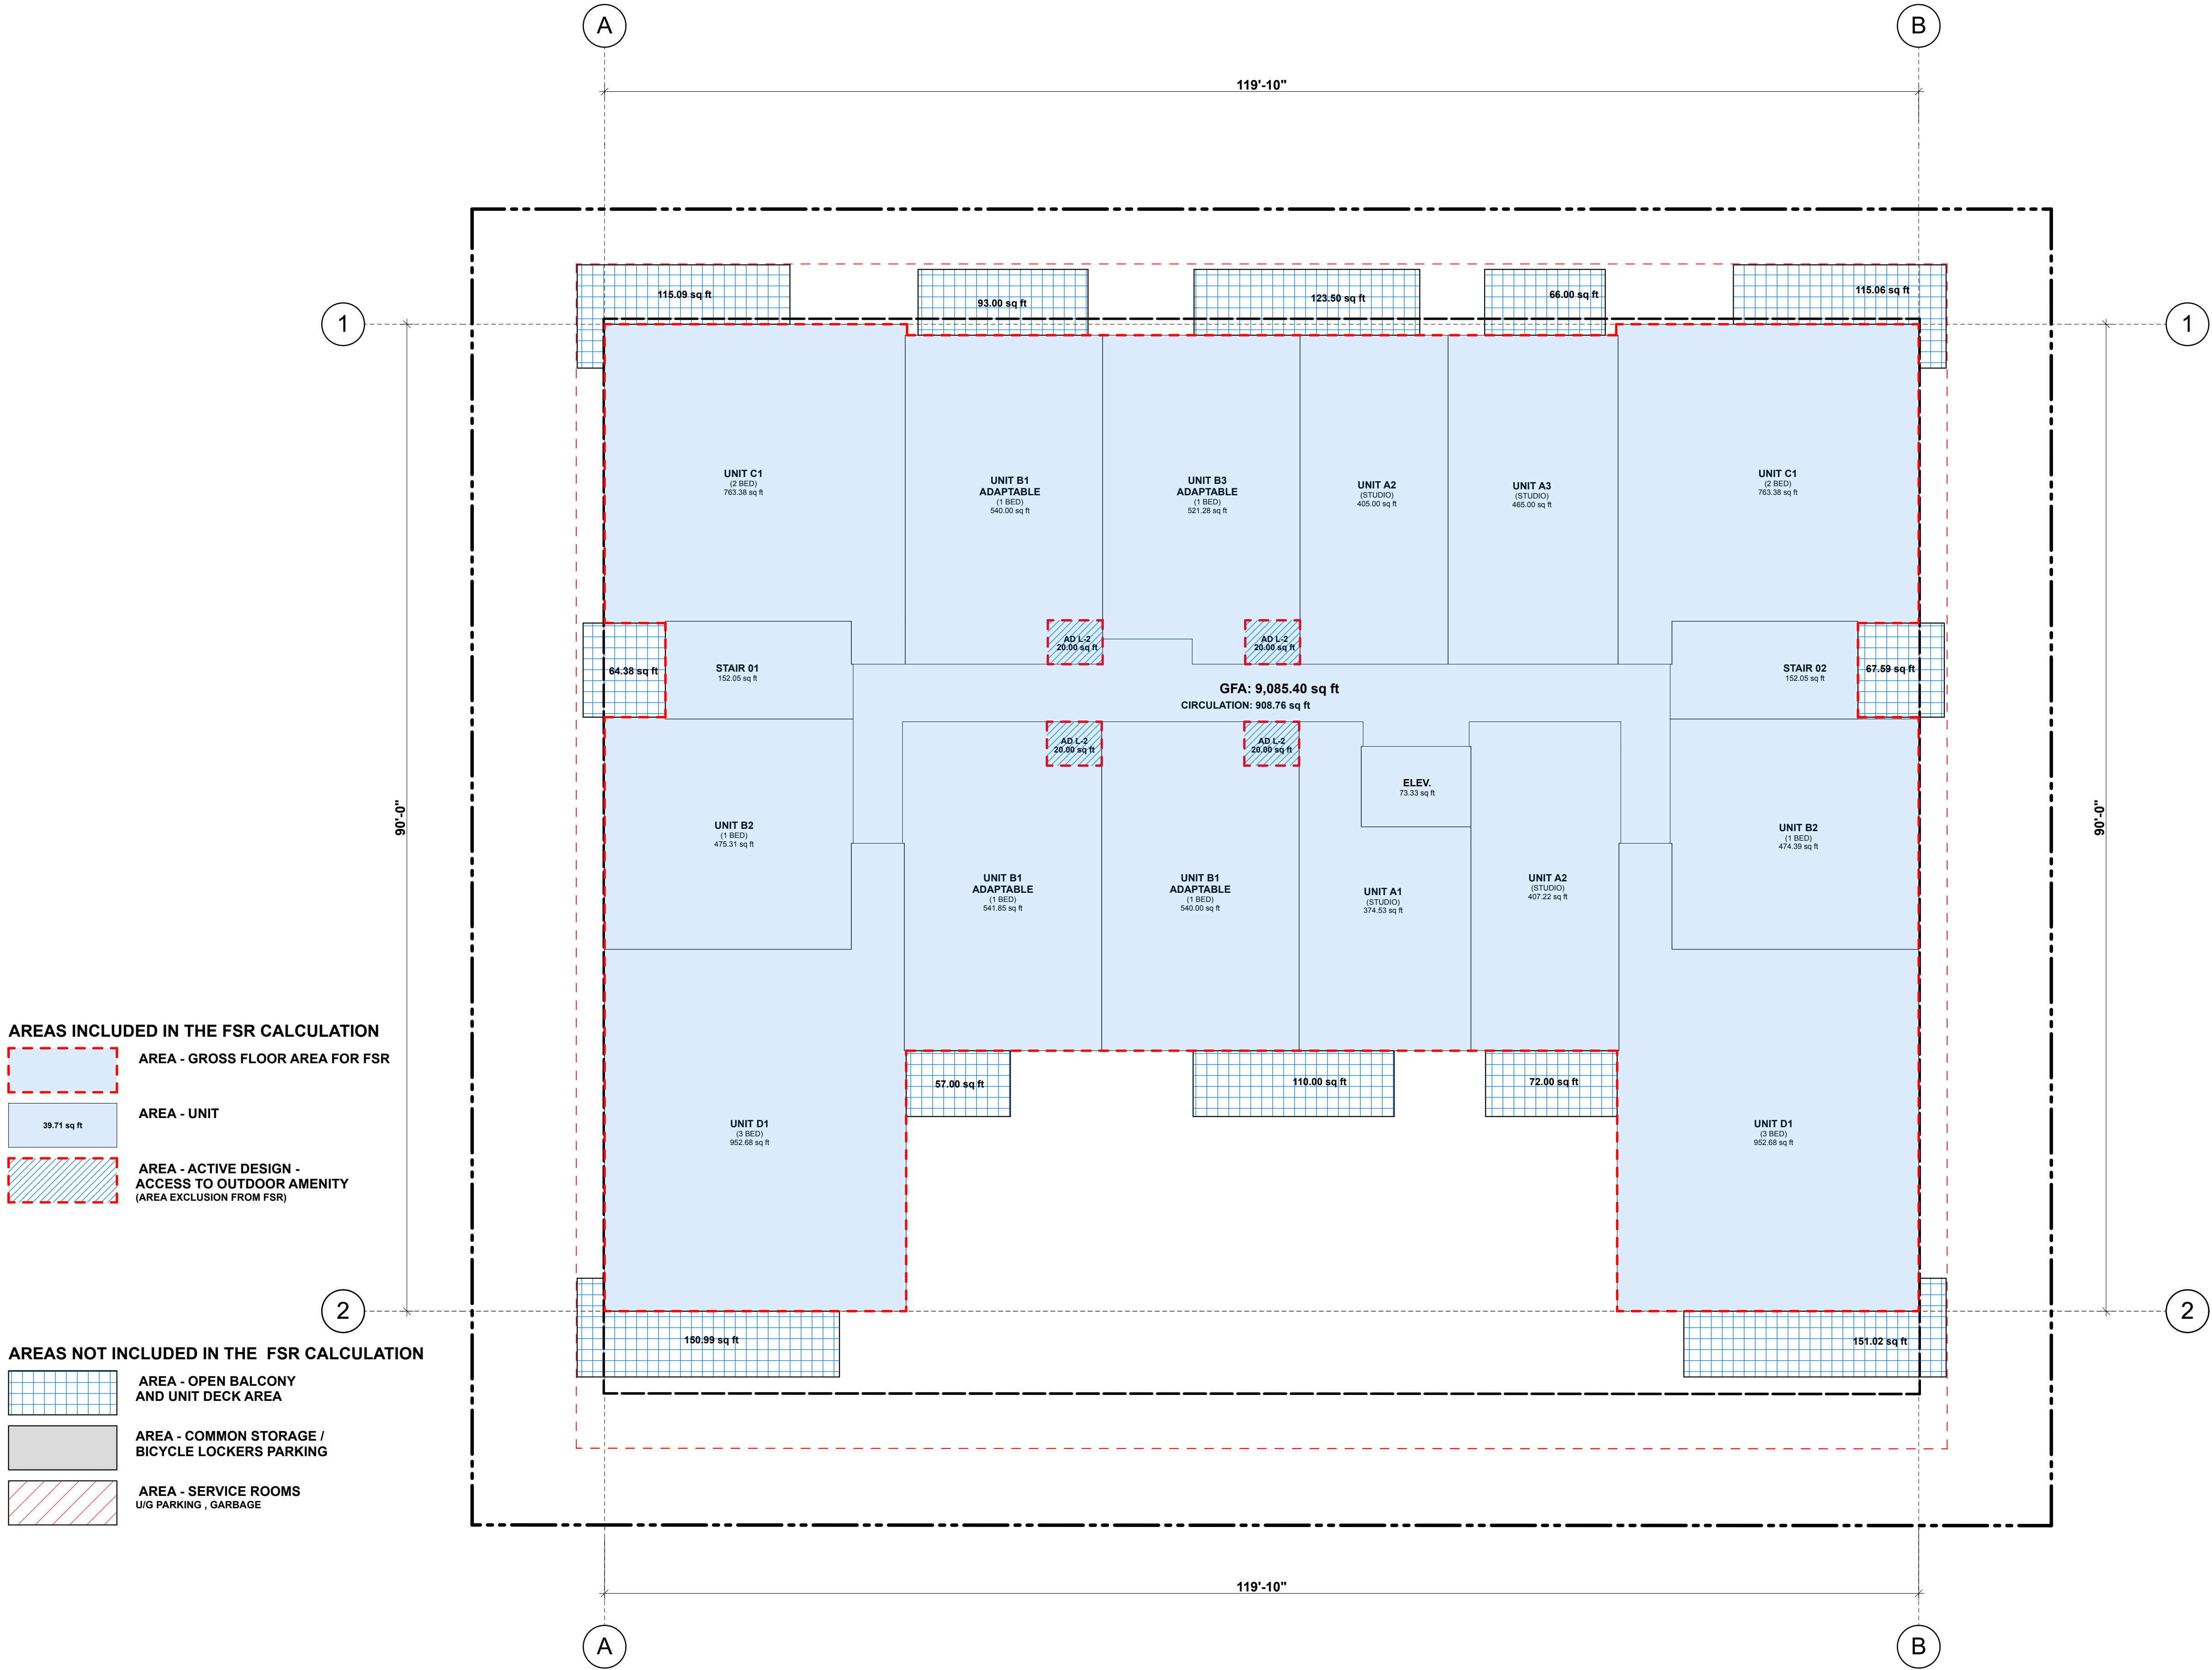 A
B
119'-10"
115.09 sq ft
93.00 sq ft
123.50 sq ft
66.00 sq ft
115.06 sq ft
1
1
UNIT C1
(2 BED)
763.38 sq ft
UNIT B1
ADAPTABLE
(1 BED)
540.00 sq ft
UNIT B3
ADAPTABLE
(1 BED)
521.28 sq ft
UNIT A2
(STUDIO)
405.00 sq ft
UNIT A3
(STUDIO)
465.00 sq ft
UNIT C1
(2 BED)
763.38 sq ft
AD L-2
20.00 sq ft
AD L-2
20.00 sq ft
64.38 sq ft
STAIR 01
152.05 sq ft
STAIR 02
152.05 sq ft
67.59 sq ft
GFA: 9,085.40 sq ft
CIRCULATION: 908.76 sq ft
AD L-2
20.00 sq ft
AD L-2
20.00 sq ft
ELEV.
73.33 sq ft
90'-0"
90'-0"
UNIT B2
(1 BED)
475.31 sq ft
UNIT B2
(1 BED)
474.39 sq ft
UNIT B1
ADAPTABLE
(1 BED)
541.85 sq ft
UNIT B1
ADAPTABLE
(1 BED)
540.00 sq ft
UNIT A1
(STUDIO)
374.53 sq ft
UNIT A2
(STUDIO)
407.22 sq ft
57.00 sq ft
110.00 sq ft
72.00 sq ft
UNIT D1
(3 BED)
952.68 sq ft
UNIT D1
(3 BED)
952.68 sq ft
AREAS INCLUDED IN THE FSR CALCULATION
AREA - GROSS FLOOR AREA FOR FSR
39.71 sq ft
AREA - UNIT
AREA - ACTIVE DESIGN -
ACCESS TO OUTDOOR AMENITY
(AREA EXCLUSION FROM FSR)
2
2
150.99 sq ft
151.02 sq ft
AREAS NOT INCLUDED IN THE FSR CALCULATION
AREA - OPEN BALCONY
AND UNIT DECK AREA
AREA - COMMON STORAGE /
BICYCLE LOCKERS PARKING
AREA - SERVICE ROOMS
U/G PARKING , GARBAGE
119'-10"
A
B